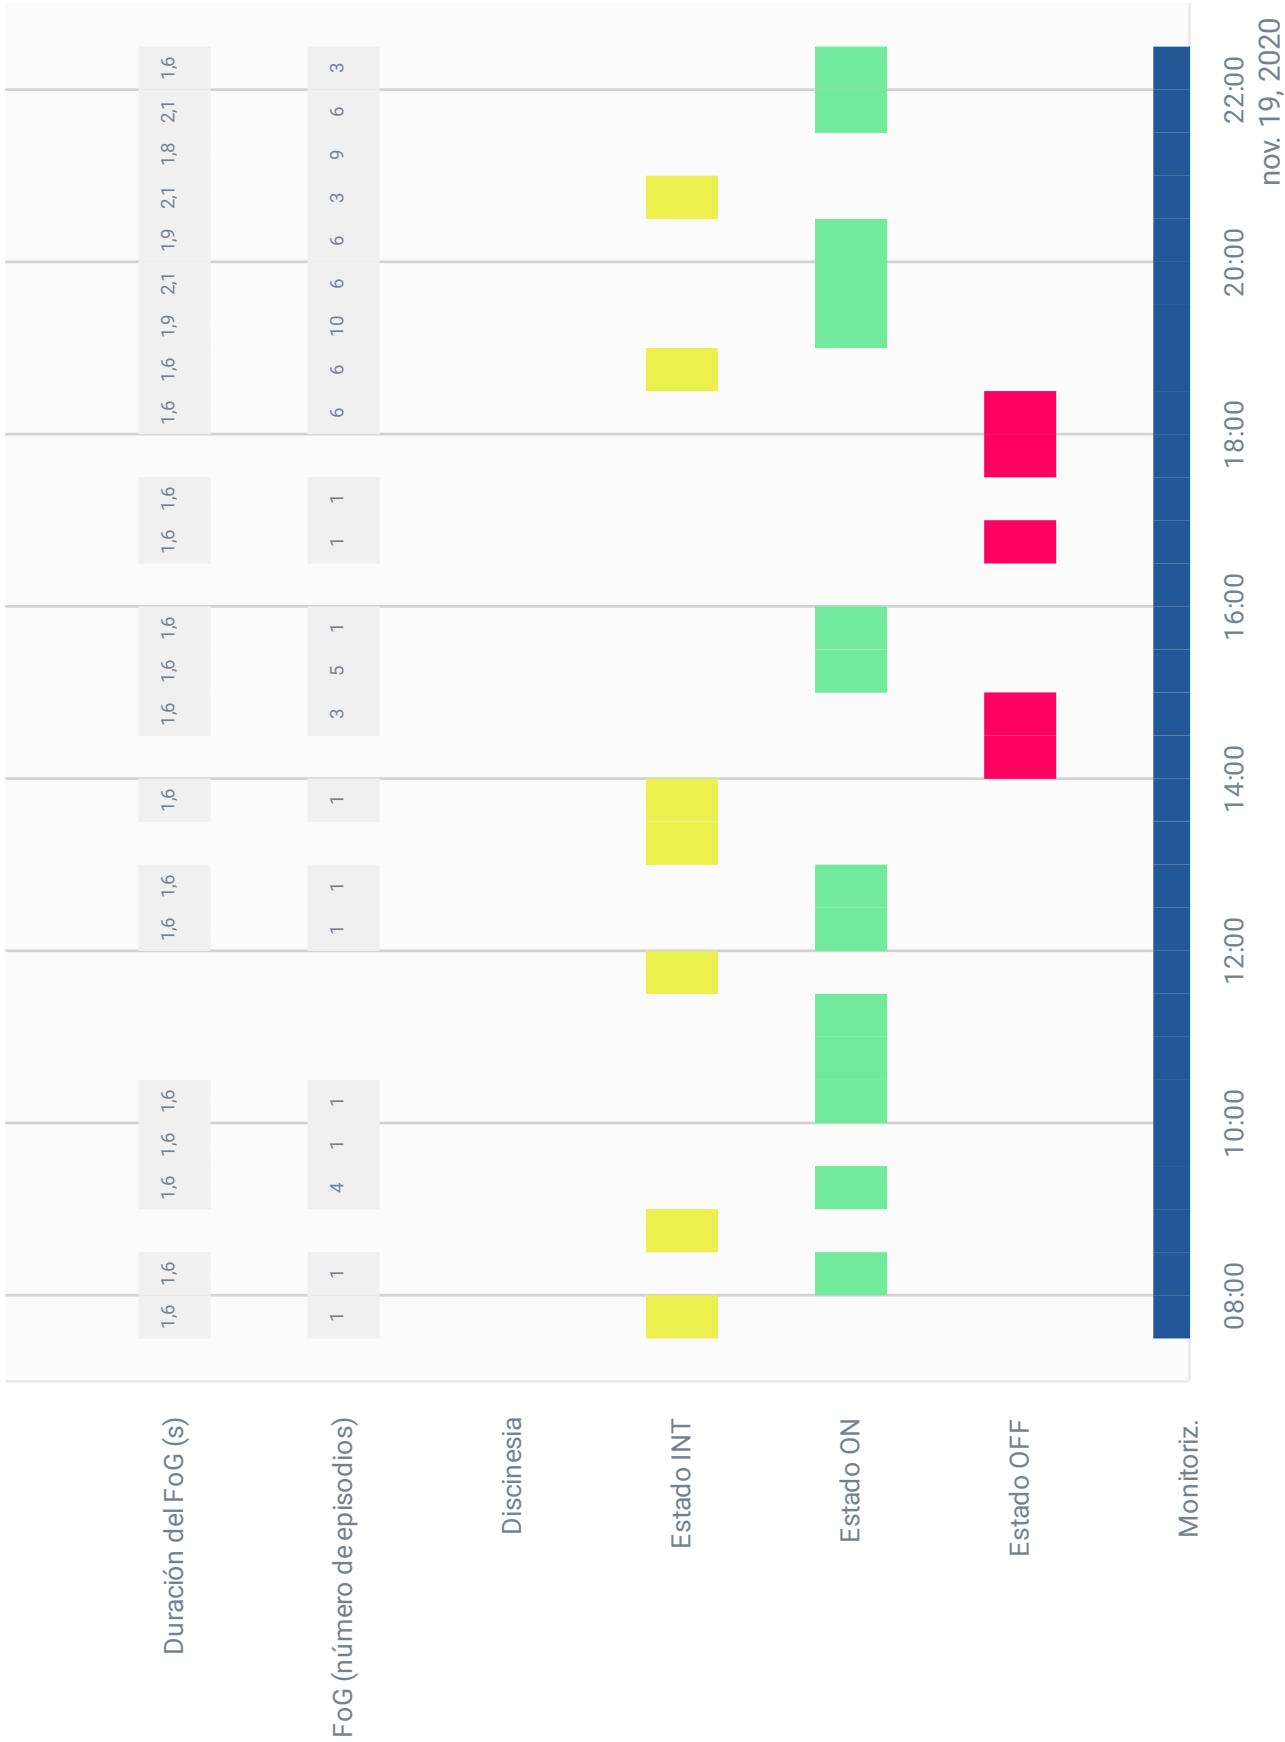 Duración del FoG (s)
1,6 1,6 1,6 1,6 1,6 1,6 1,6 1,6 1,6 1,6 1,6 1,6 1,6 1,6 1,6 1,6 1,9 2,1 1,9 2,1 1,8 2,1 1,6
FoG (número de episodios)
1 1 4 1 1 1 1 1 3 5 1 1 1 6 6 10 6 6 3 9 6 3
Discinesia
Estado INT
Estado ON
Estado OFF
Monitoriz.
08:00 10:00 12:00 14:00 16:00 18:00 20:00 22:00
nov. 19, 2020